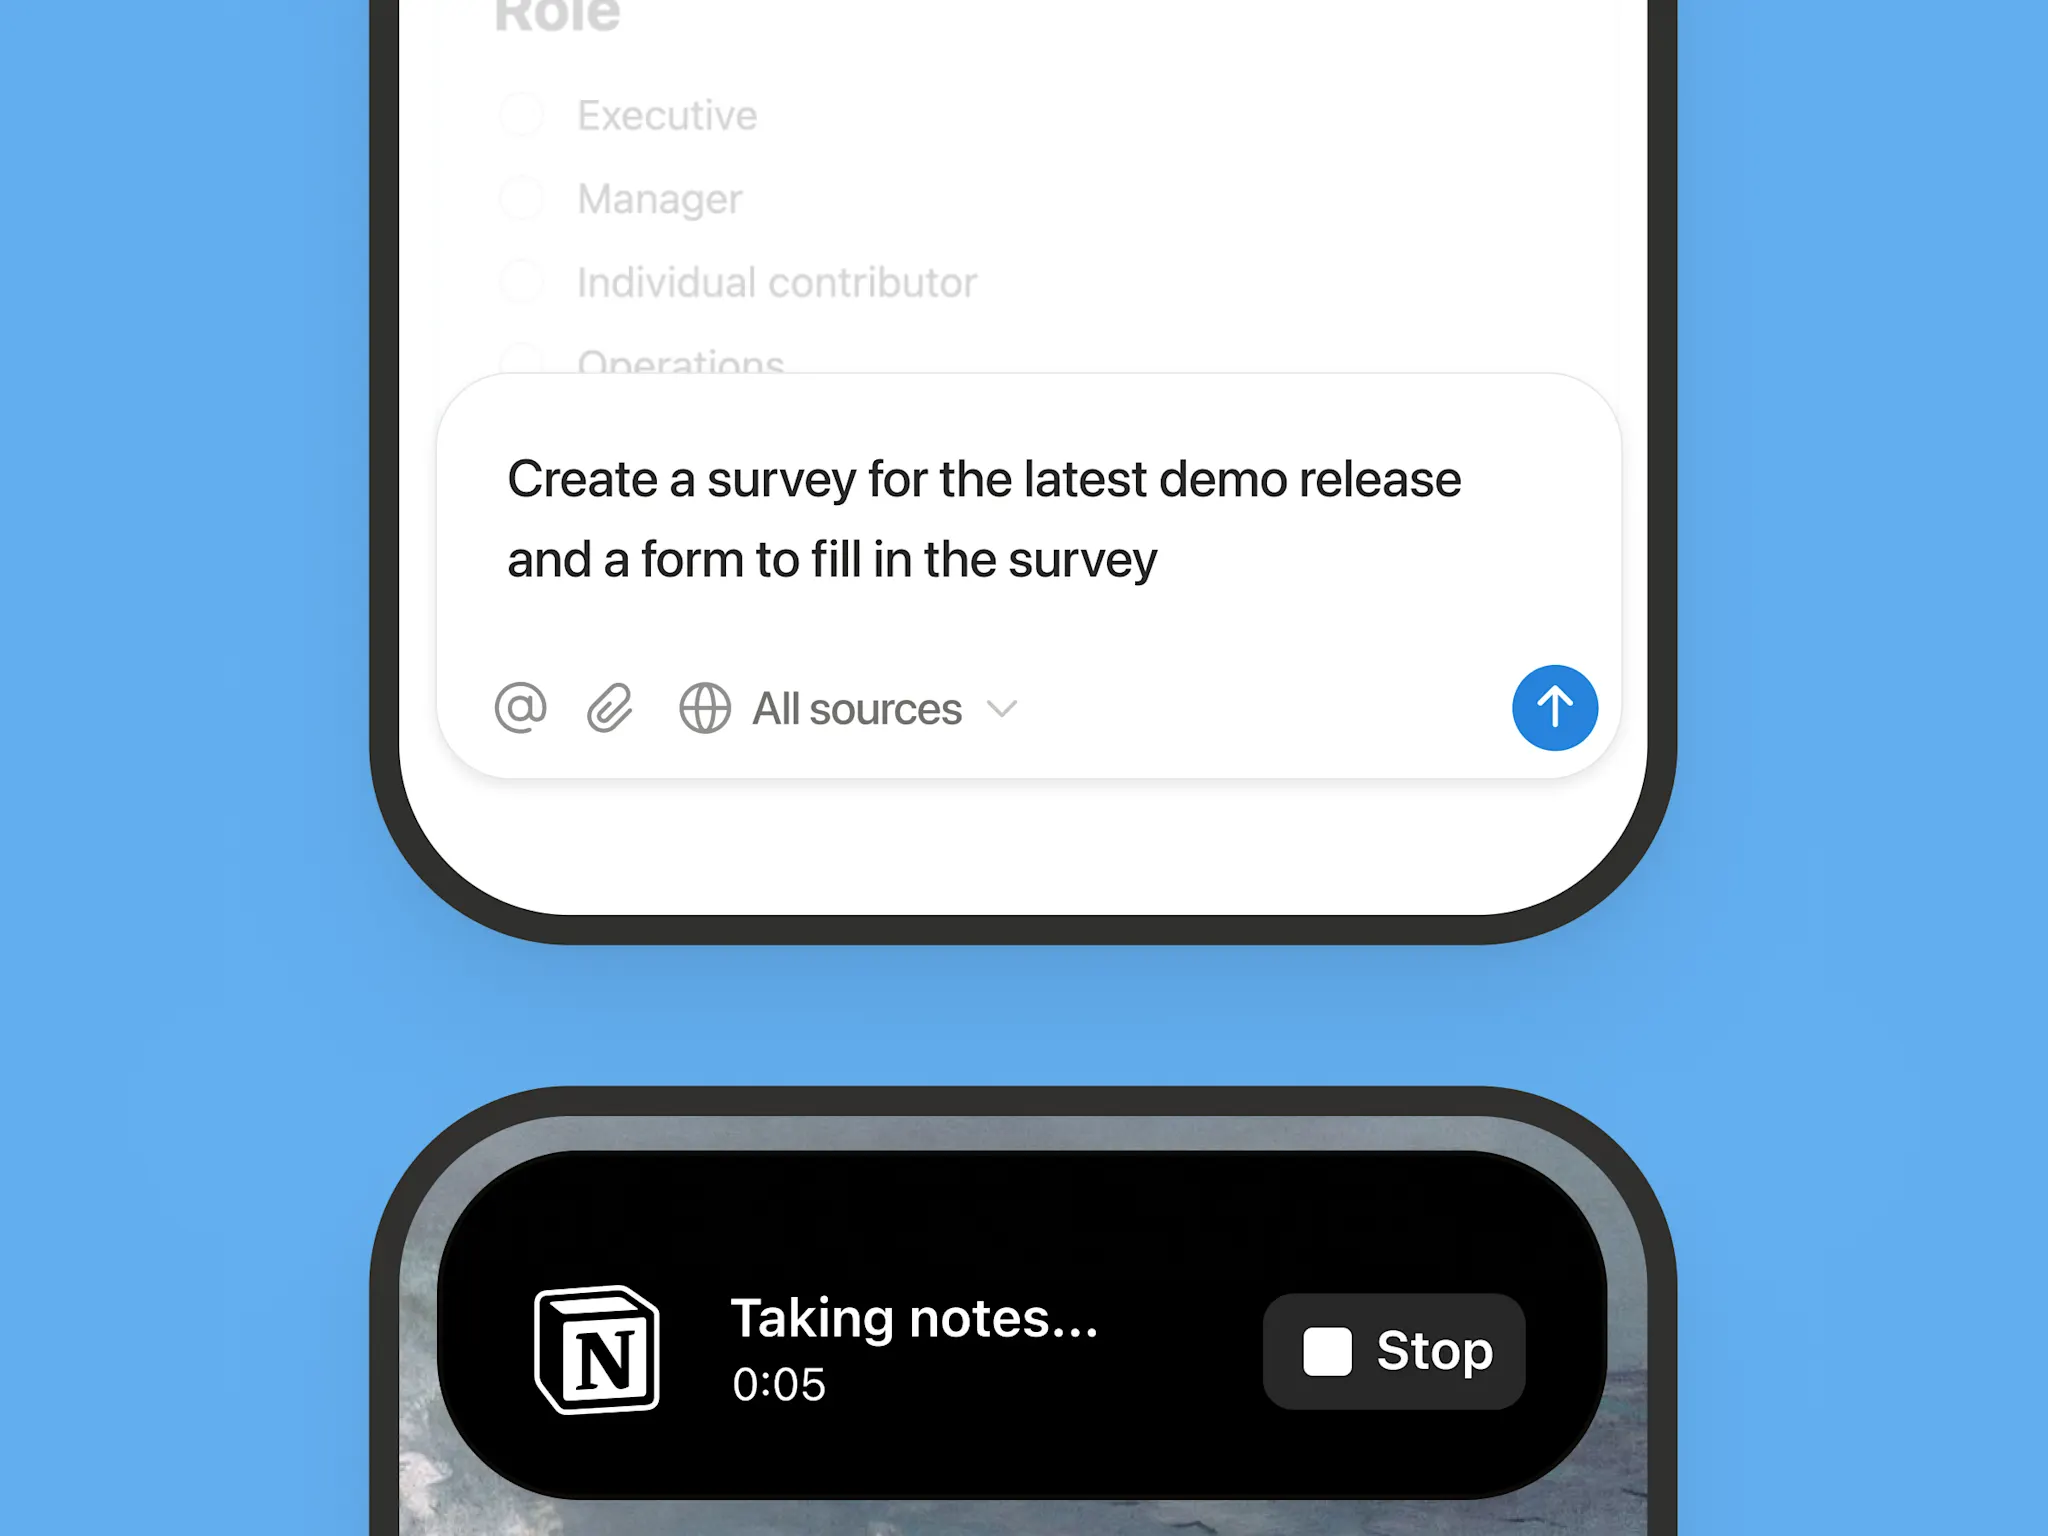 Role
Executive
Manager
Individual contributor
Operations
Create a survey for the latest demo release
and a form to fill in the survey
All sources
N
Taking notes...
0:05
Stop